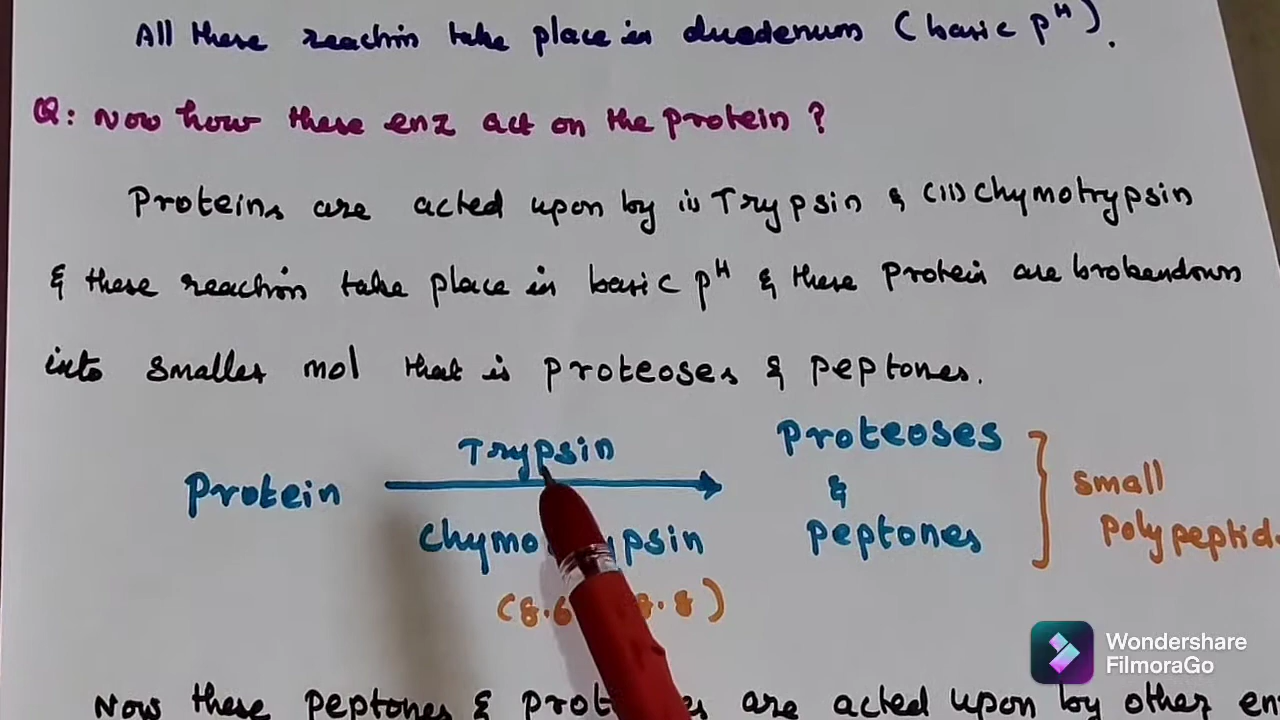 All these reaction take place in duodenum (basic pH).
Q: Now how these enz act on the protein?
Proteins are acted upon by (i) Trypsin & (ii) Chymotrypsin
& these reaction take place in basic pH & these protein are brokendown
into smaller mol that is proteoses & peptones.
Protein Trypsin Proteoses
& small
polypeptid
peptones
(8.8)
Wondershare
FilmoraGo
Now these peptones & are acted upon by other en